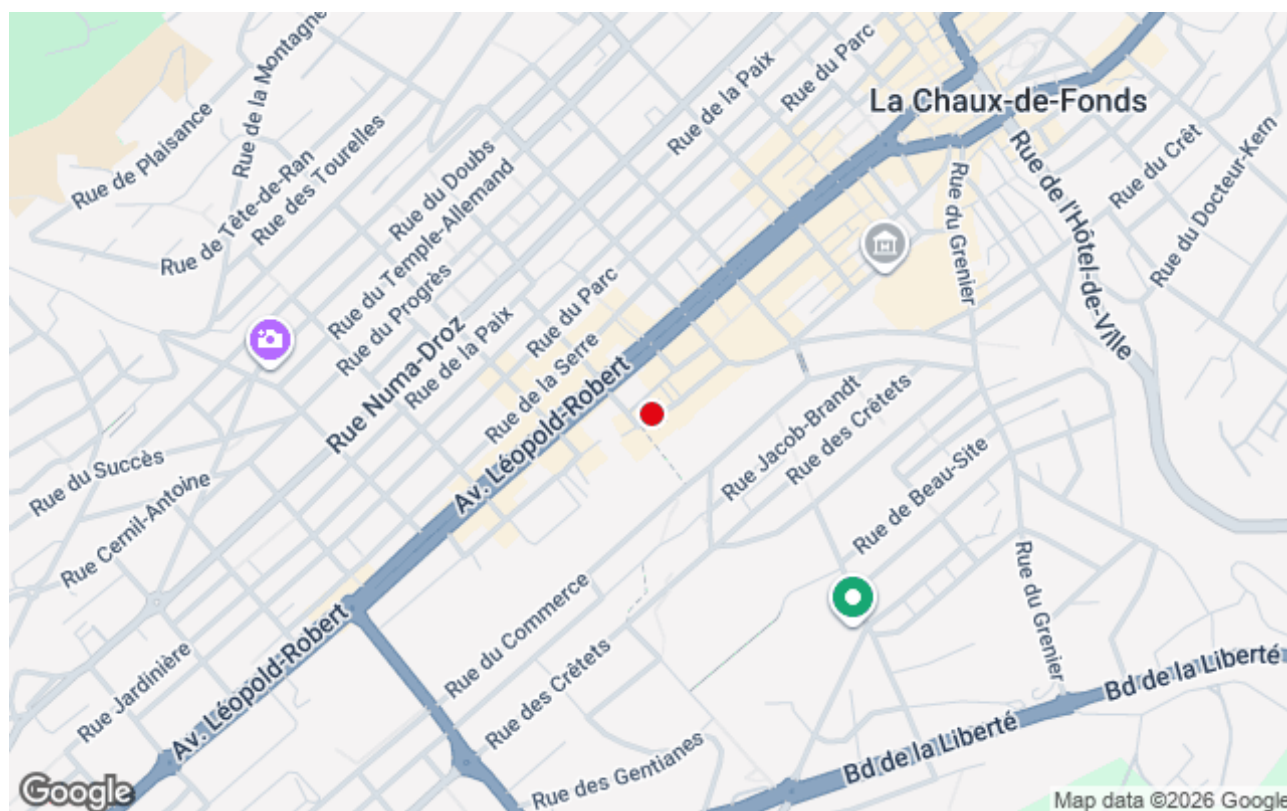 Rue de la Montagne
Rue du Parc
Rue de la Paix
La Chaux-de-Fonds
Rue de Plaisance
Rue de Tête-de-Ran
Rue des Tourelles
Rue du Doubs
Rue du Temple-Allemand
Rue du Progrès
Rue de la Paix
Rue du Parc
Rue de la Serre
Rue Numa-Droz
Rue du Grenier
Rue de l'Hôtel-de-Ville
Rue du Crêt
Rue du Docteur-Kern
Av. Léopold-Robert
Rue Jacob-Brandt
Rue des Crêtets
Rue de Beau-Site
Rue du Succès
Rue Cernil-Antoine
Rue du Commerce
Rue du Grenier
Rue Jardinière
Av. Léopold-Robert
Rue des Crêtets
Rue des Gentianes
Bd de la Liberté
Bd de la Liberté
Google
Map data ©2026 Google